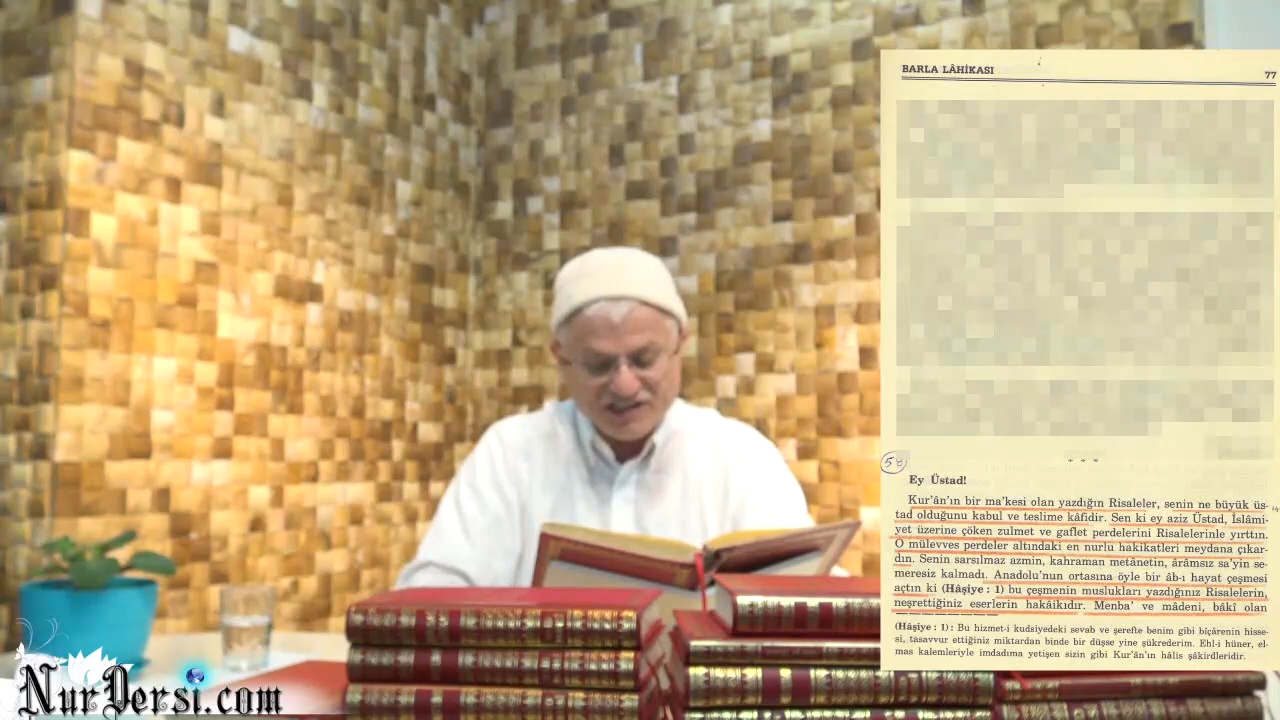 BARLA LÂHİKASI 77
58
* * *
Ey Üstad!
Kur'ân'ın bir ma'kesi olan yazdığın Risaleler, senin ne büyük üs-
tad olduğunu kabul ve teslime kâfidir. Sen ki ey aziz Üstad, İslâmi-
yet üzerine çöken zulmet ve gaflet perdelerini Risalelerinle yırttın.
O mülevves perdeler altındaki en nurlu hakikatleri meydana çıkar-
dın. Senin sarsılmaz azmin, kahraman metânetin, ârâmsız sa'yin se-
meresiz kalmadı. Anadolu'nun ortasına öyle bir âb-ı hayat çeşmesi
açtın ki (Hâşiye : 1) bu çeşmenin muslukları yazdığınız Risalelerin,
neşrettiğiniz eserlerin hakâikıdır. Menba' ve mâdeni, bâkî olan
(Hâşiye : 1) : Bu hizmet-i kudsiyedeki sevab ve şerefte benim gibi bîçârenin hisse-
si, tasavvur ettiğiniz miktardan binde bir düşse yine şükrederim. Ehl-i hüner, el-
mas kalemleriyle imdadıma yetişen sizin gibi Kur'ân'ın hâlis şâkirdleridir.
NurDersi.com